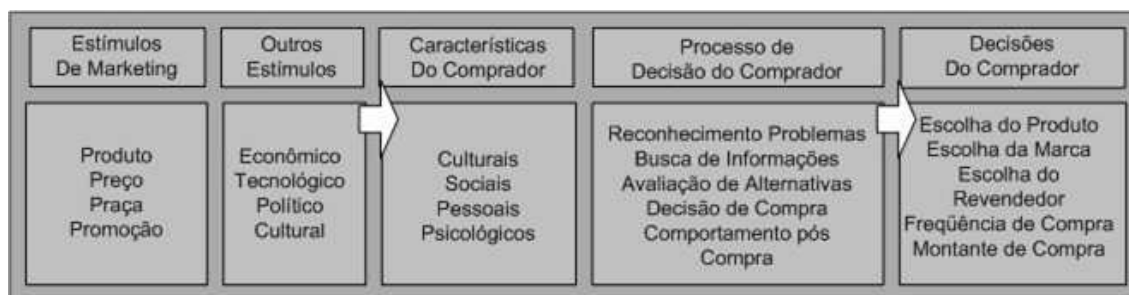 Estímulos
De Marketing
Outros
Estímulos
Características
Do Comprador
Processo de
Decisão do Comprador
Decisões
Do Comprador
Produto
Preço
Praça
Promoção
Econômico
Tecnológico
Político
Cultural
Culturais
Sociais
Pessoais
Psicológicos
Reconhecimento Problemas
Busca de Informações
Avaliação de Alternativas
Decisão de Compra
Comportamento pós
Compra
Escolha do Produto
Escolha da Marca
Escolha do
Revendedor
Freqüência de Compra
Montante de Compra